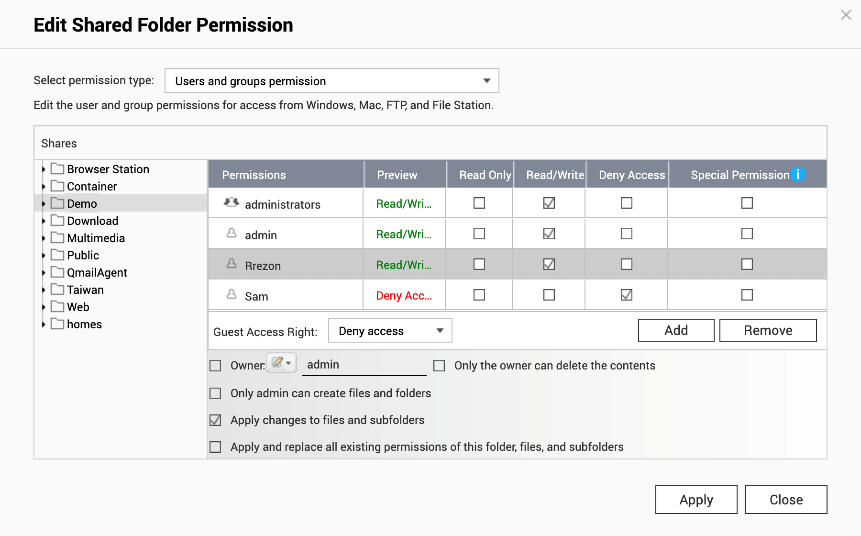 Edit Shared Folder Permission
Select permission type: Users and groups permission
Edit the user and group permissions for access from Windows, Mac, FTP, and File Station.
Shares
Browser Station
Container
Demo
Download
Multimedia
Public
QmailAgent
Taiwan
Web
homes
Permissions Preview Read Only Read/Write Deny Access Special Permission i
administrators Read/Wri...
admin Read/Wri...
Rrezon Read/Wri...
Sam Deny Acc...
Guest Access Right: Deny access Add Remove
Owner: admin Only the owner can delete the contents
Only admin can create files and folders
Apply changes to files and subfolders
Apply and replace all existing permissions of this folder, files, and subfolders
Apply Close